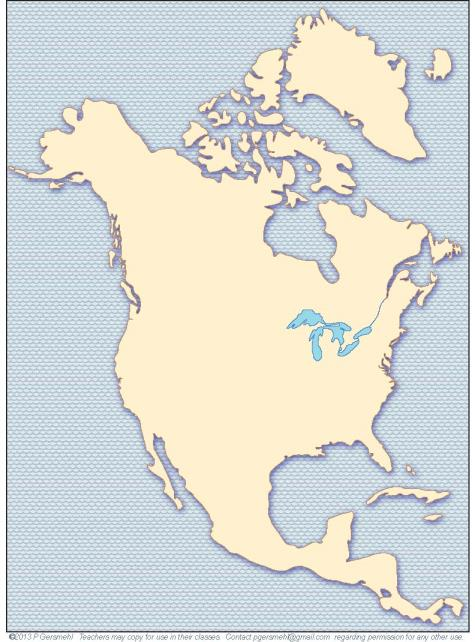 ©2013 P Gersmehl   Teachers may copy for use in their classes.   Contact pgersmehl@gmail.com   regarding permission for any other use.